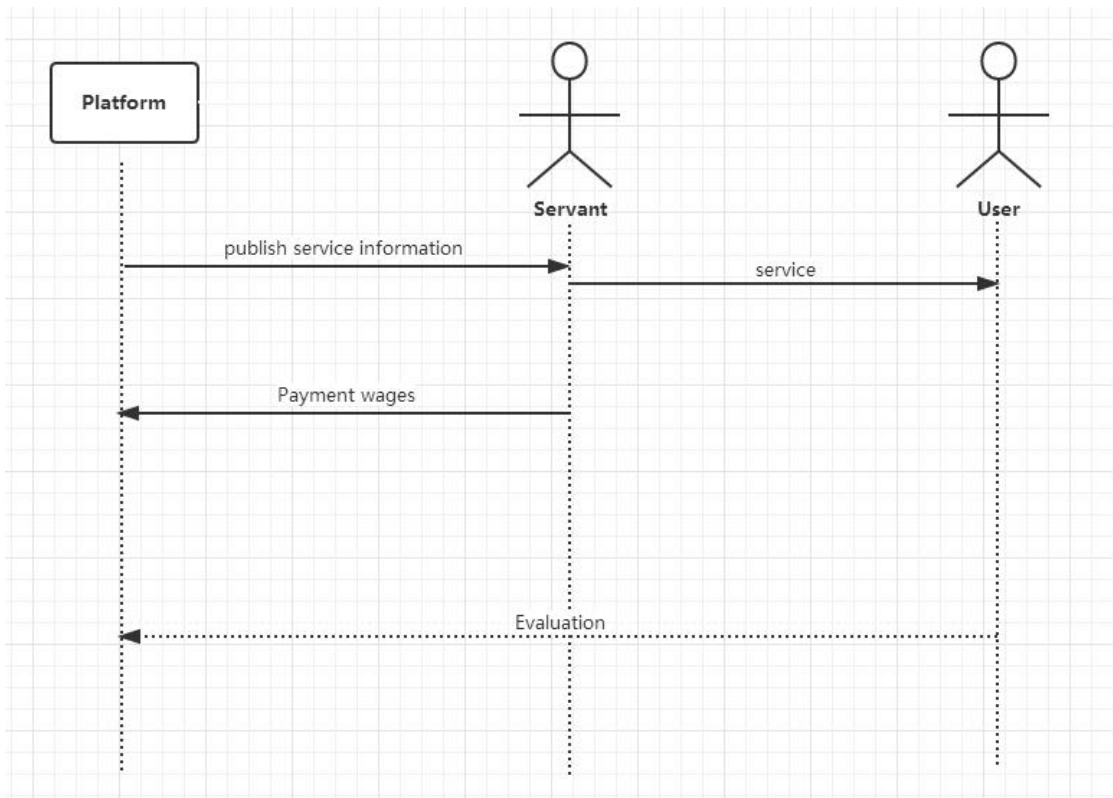 Platform
Servant
User
publish service information
service
Payment wages
Evaluation